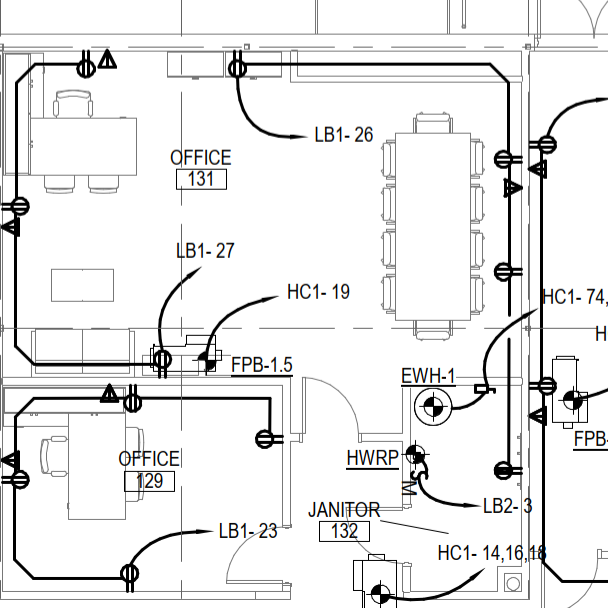 LB1- 26
OFFICE
131
LB1- 27
HC1- 19
HC1- 74,
H
FPB-1.5
EWH-1
FPB-
OFFICE
129
HWRP
SM
LB2- 3
JANITOR
132
LB1- 23
HC1- 14,16,18